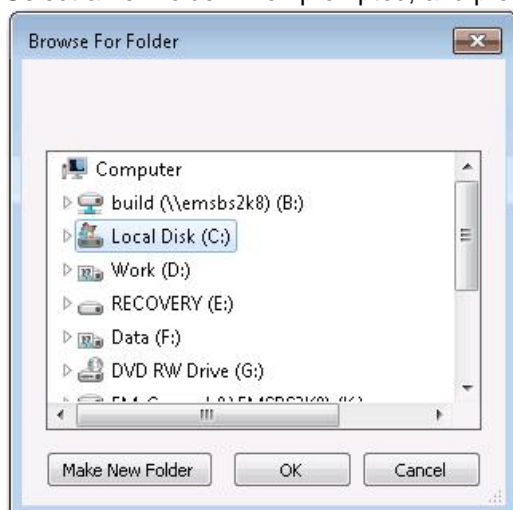 Browse For Folder
Computer
build (\\emsbs2k8) (B:)
Local Disk (C:)
Work (D:)
RECOVERY (E:)
Data (F:)
DVD RW Drive (G:)
Make New Folder
OK
Cancel